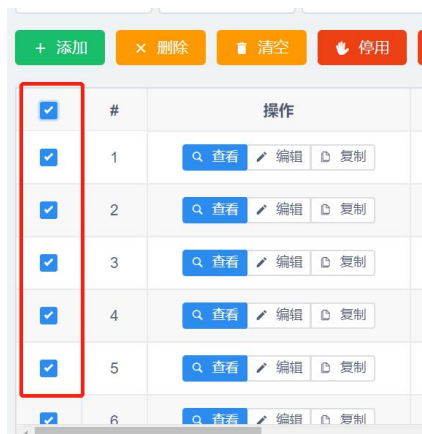 + 添加 × 删除 清空 停用
# 操作
1 查看 编辑 复制
2 查看 编辑 复制
3 查看 编辑 复制
4 查看 编辑 复制
5 查看 编辑 复制
6 查看 编辑 复制